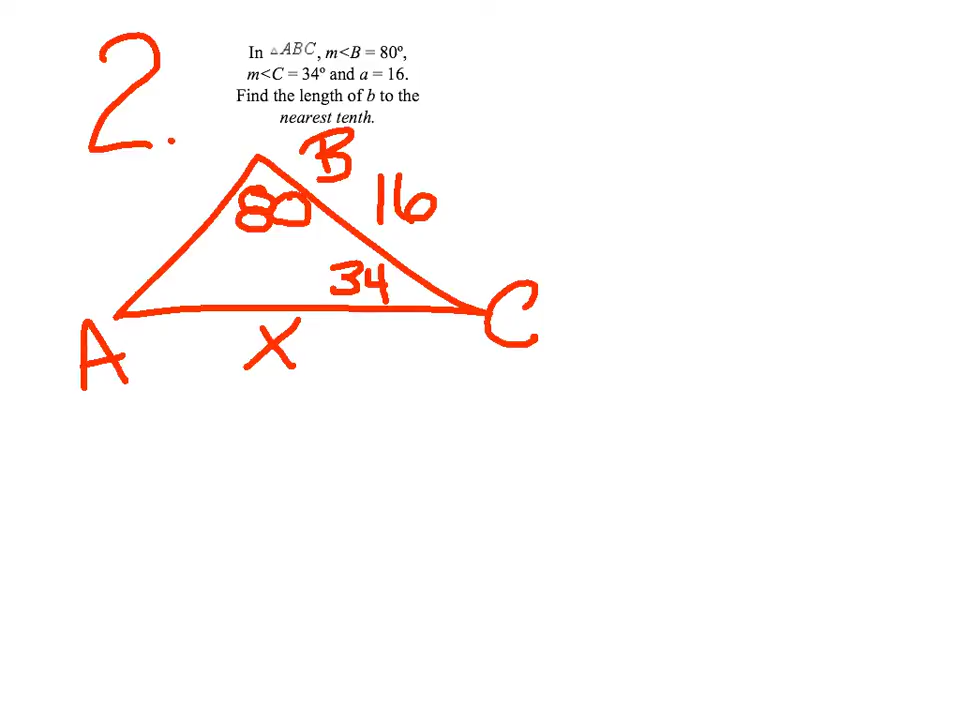 2.
In △ABC, m<B = 80º,
m<C = 34º and a = 16.
Find the length of b to the
nearest tenth.
B
80
16
34
A
X
C